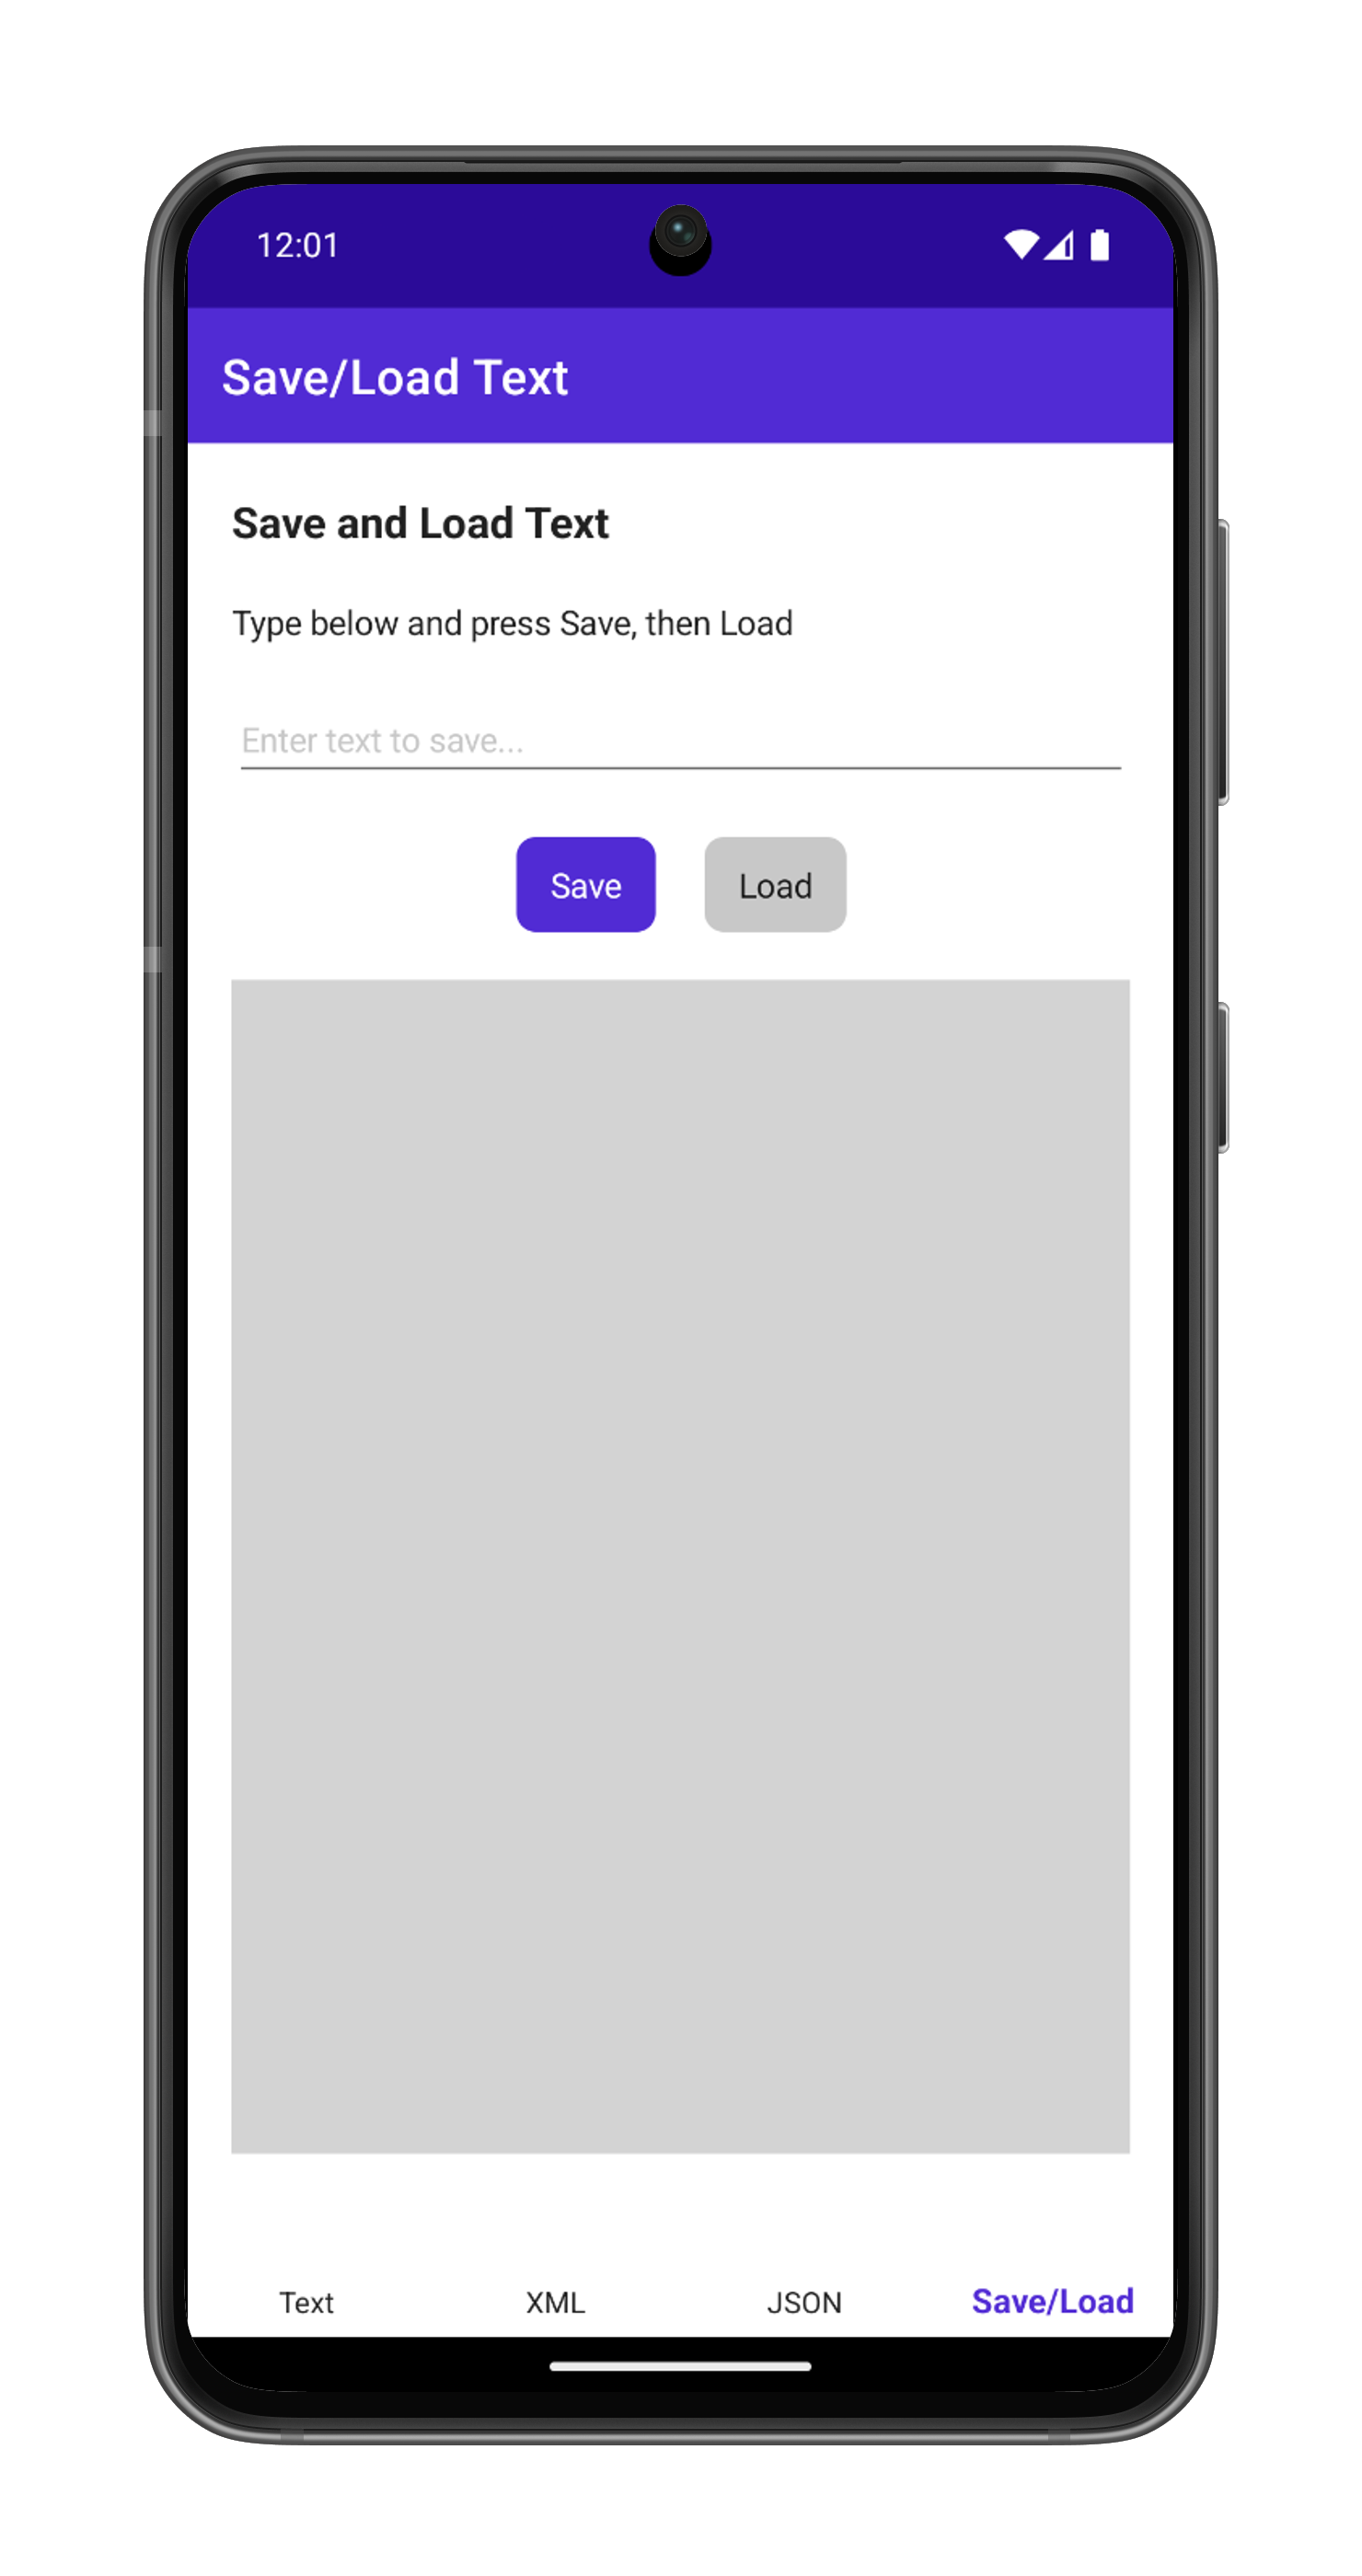 12:01
Save/Load Text
Save and Load Text
Type below and press Save, then Load
Enter text to save...
Save Load
Text XML JSON Save/Load